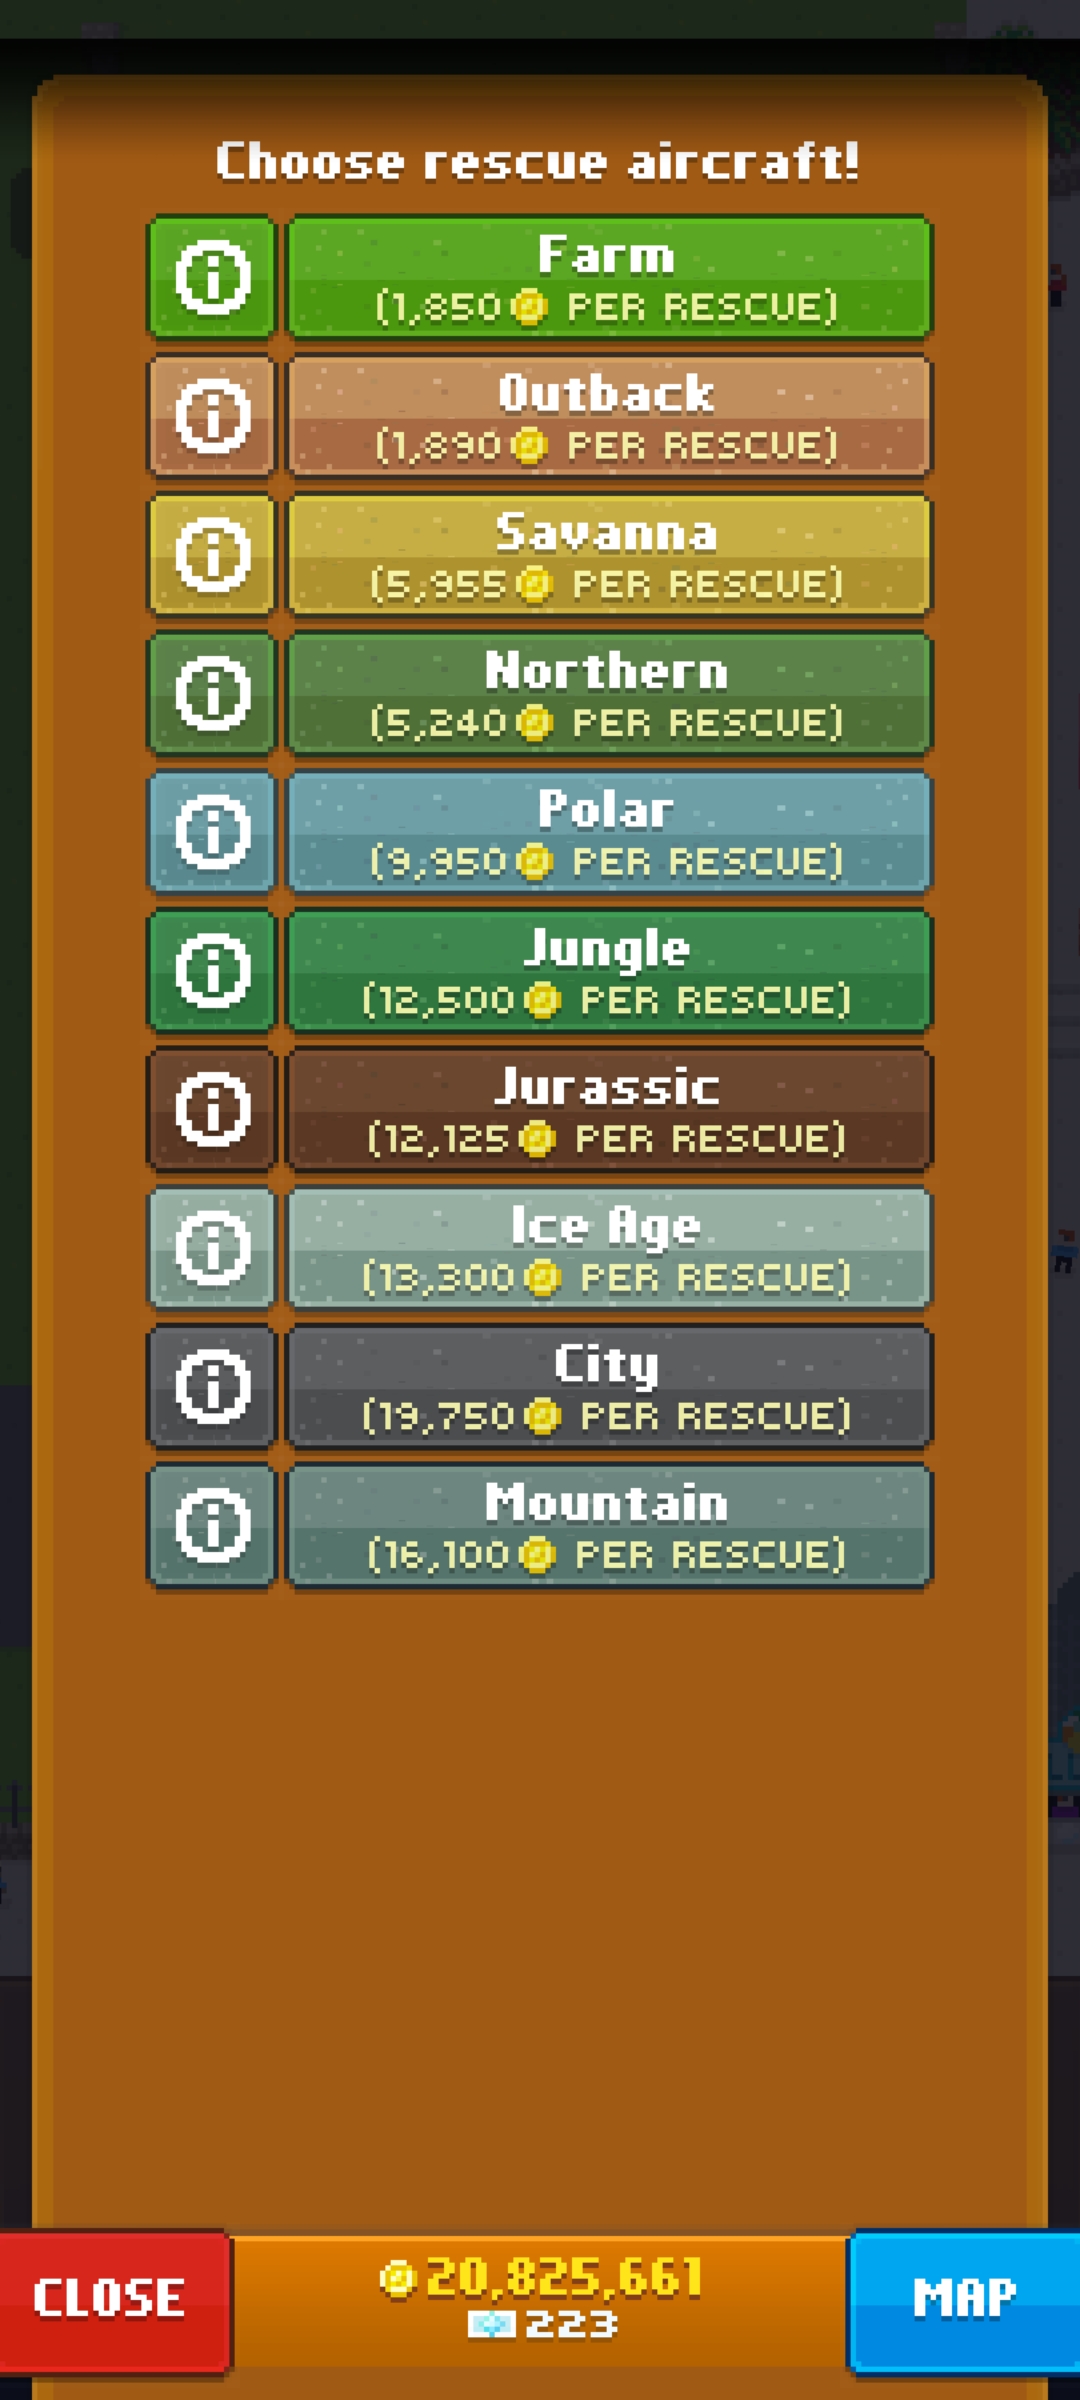 Choose rescue aircraft!
Farm
(1,850 PER RESCUE)
Outback
(1,890 PER RESCUE)
Savanna
(5,955 PER RESCUE)
Northern
(5,240 PER RESCUE)
Polar
(9,950 PER RESCUE)
Jungle
(12,500 PER RESCUE)
Jurassic
(12,125 PER RESCUE)
Ice Age
(13,300 PER RESCUE)
City
(19,750 PER RESCUE)
Mountain
(16,100 PER RESCUE)
CLOSE
20,825,661
223
MAP